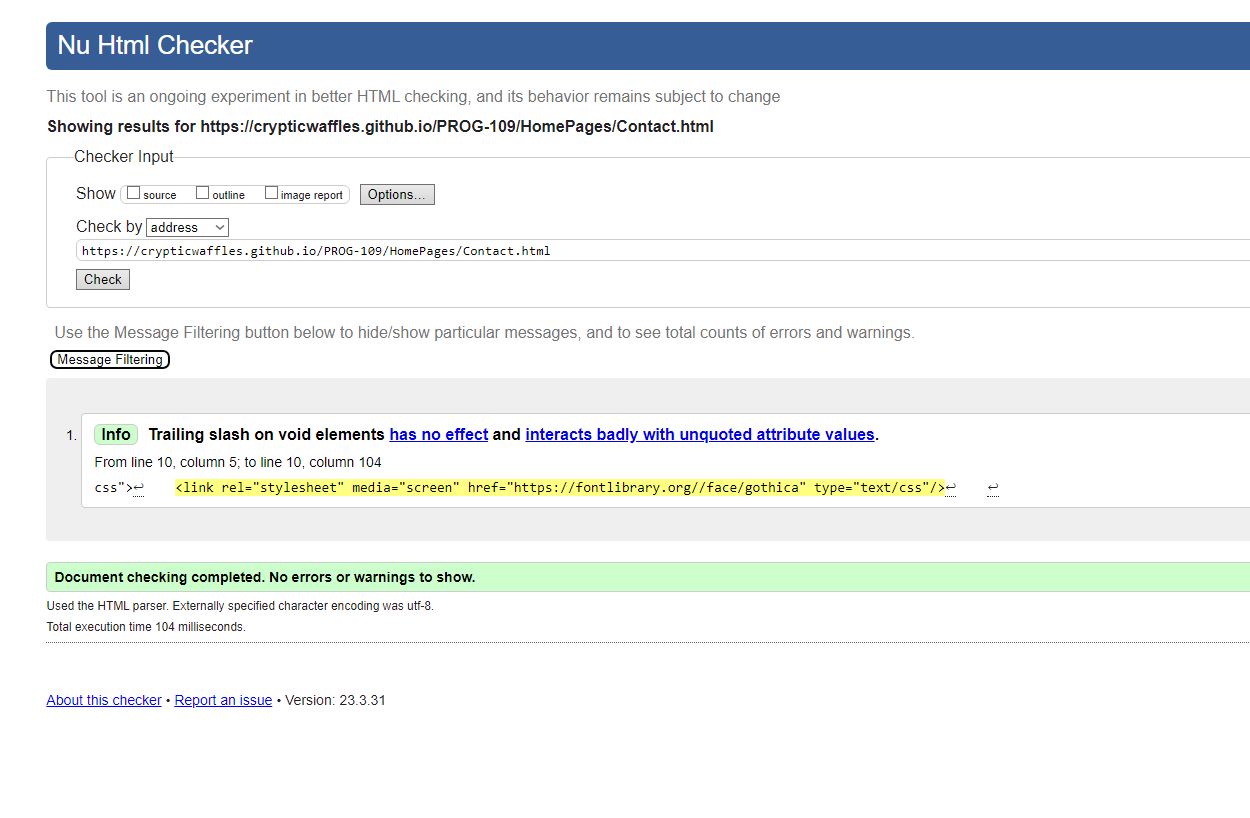 Nu Html Checker
This tool is an ongoing experiment in better HTML checking, and its behavior remains subject to change
Showing results for https://crypticwaffles.github.io/PROG-109/HomePages/Contact.html
Checker Input
Show source outline image report Options...
Check by address
https://crypticwaffles.github.io/PROG-109/HomePages/Contact.html
Check
Use the Message Filtering button below to hide/show particular messages, and to see total counts of errors and warnings.
Message Filtering
1. Info Trailing slash on void elements has no effect and interacts badly with unquoted attribute values.
From line 10, column 5; to line 10, column 104
css">↩ <link rel="stylesheet" media="screen" href="https://fontlibrary.org//face/gothica" type="text/css"/>↩ ↩
Document checking completed. No errors or warnings to show.
Used the HTML parser. Externally specified character encoding was utf-8.
Total execution time 104 milliseconds.
About this checker • Report an issue • Version: 23.3.31